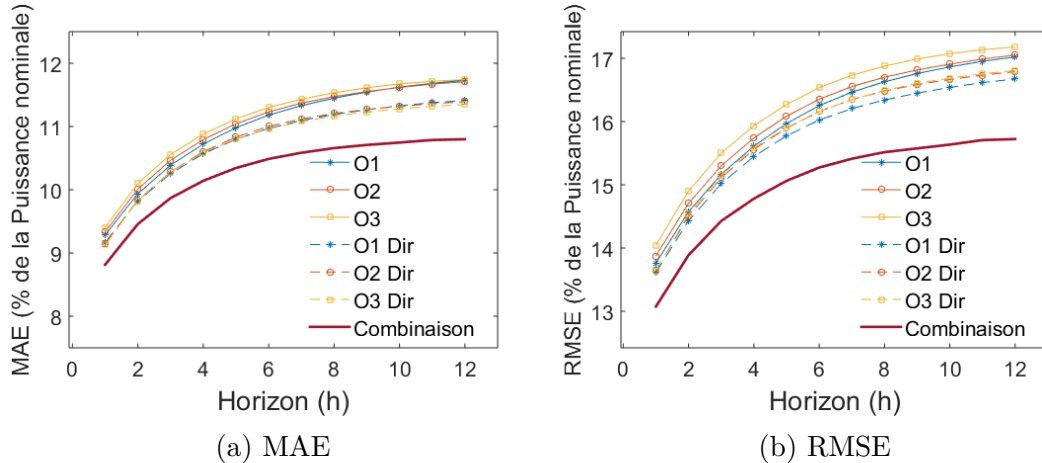 MAE (% de la Puissance nominale)
12
11
10
9
8
0
2
4
6
8
10
12
Horizon (h)
O1
O2
O3
O1 Dir
O2 Dir
O3 Dir
Combinaison
(a) MAE
RMSE (% de la Puissance nominale)
17
16
15
14
13
0
2
4
6
8
10
12
Horizon (h)
O1
O2
O3
O1 Dir
O2 Dir
O3 Dir
Combinaison
(b) RMSE